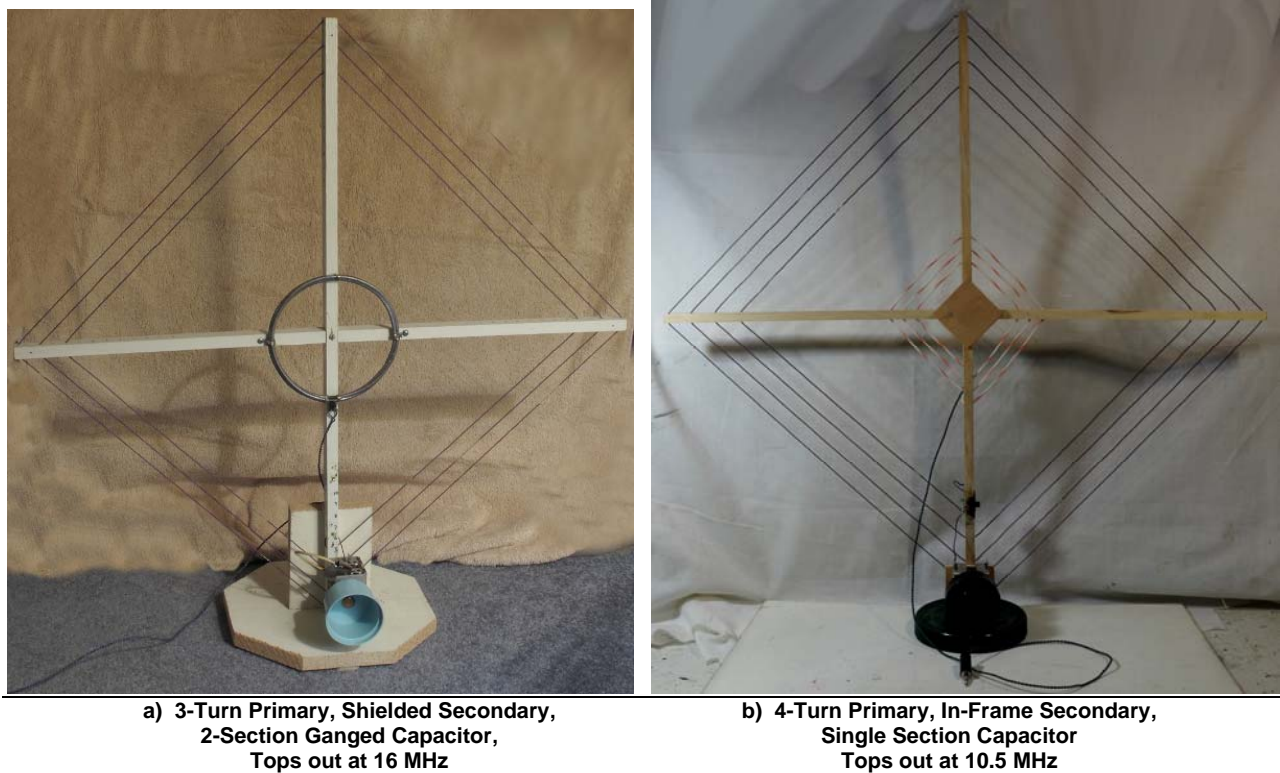 a) 3-Turn Primary, Shielded Secondary,
2-Section Ganged Capacitor,
Tops out at 16 MHz
b) 4-Turn Primary, In-Frame Secondary,
Single Section Capacitor
Tops out at 10.5 MHz